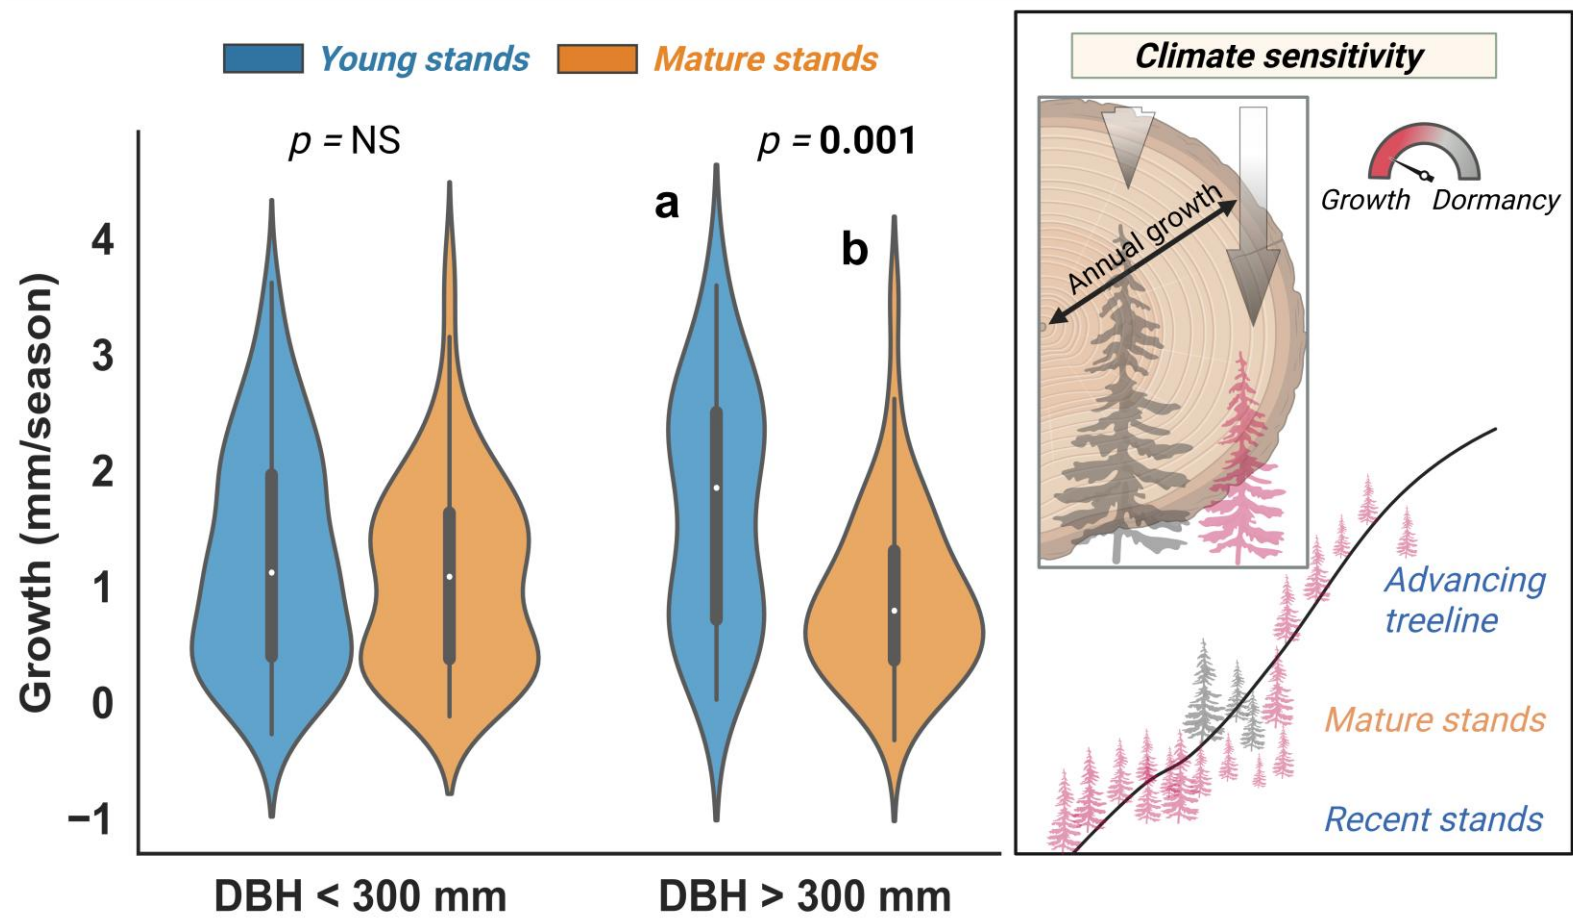 Young stands
Mature stands
p = NS
p = 0.001
a
b
4
3
2
1
0
−1
Growth (mm/season)
DBH < 300 mm
DBH > 300 mm
Climate sensitivity
Annual growth
Growth
Dormancy
Advancing
treeline
Mature stands
Recent stands